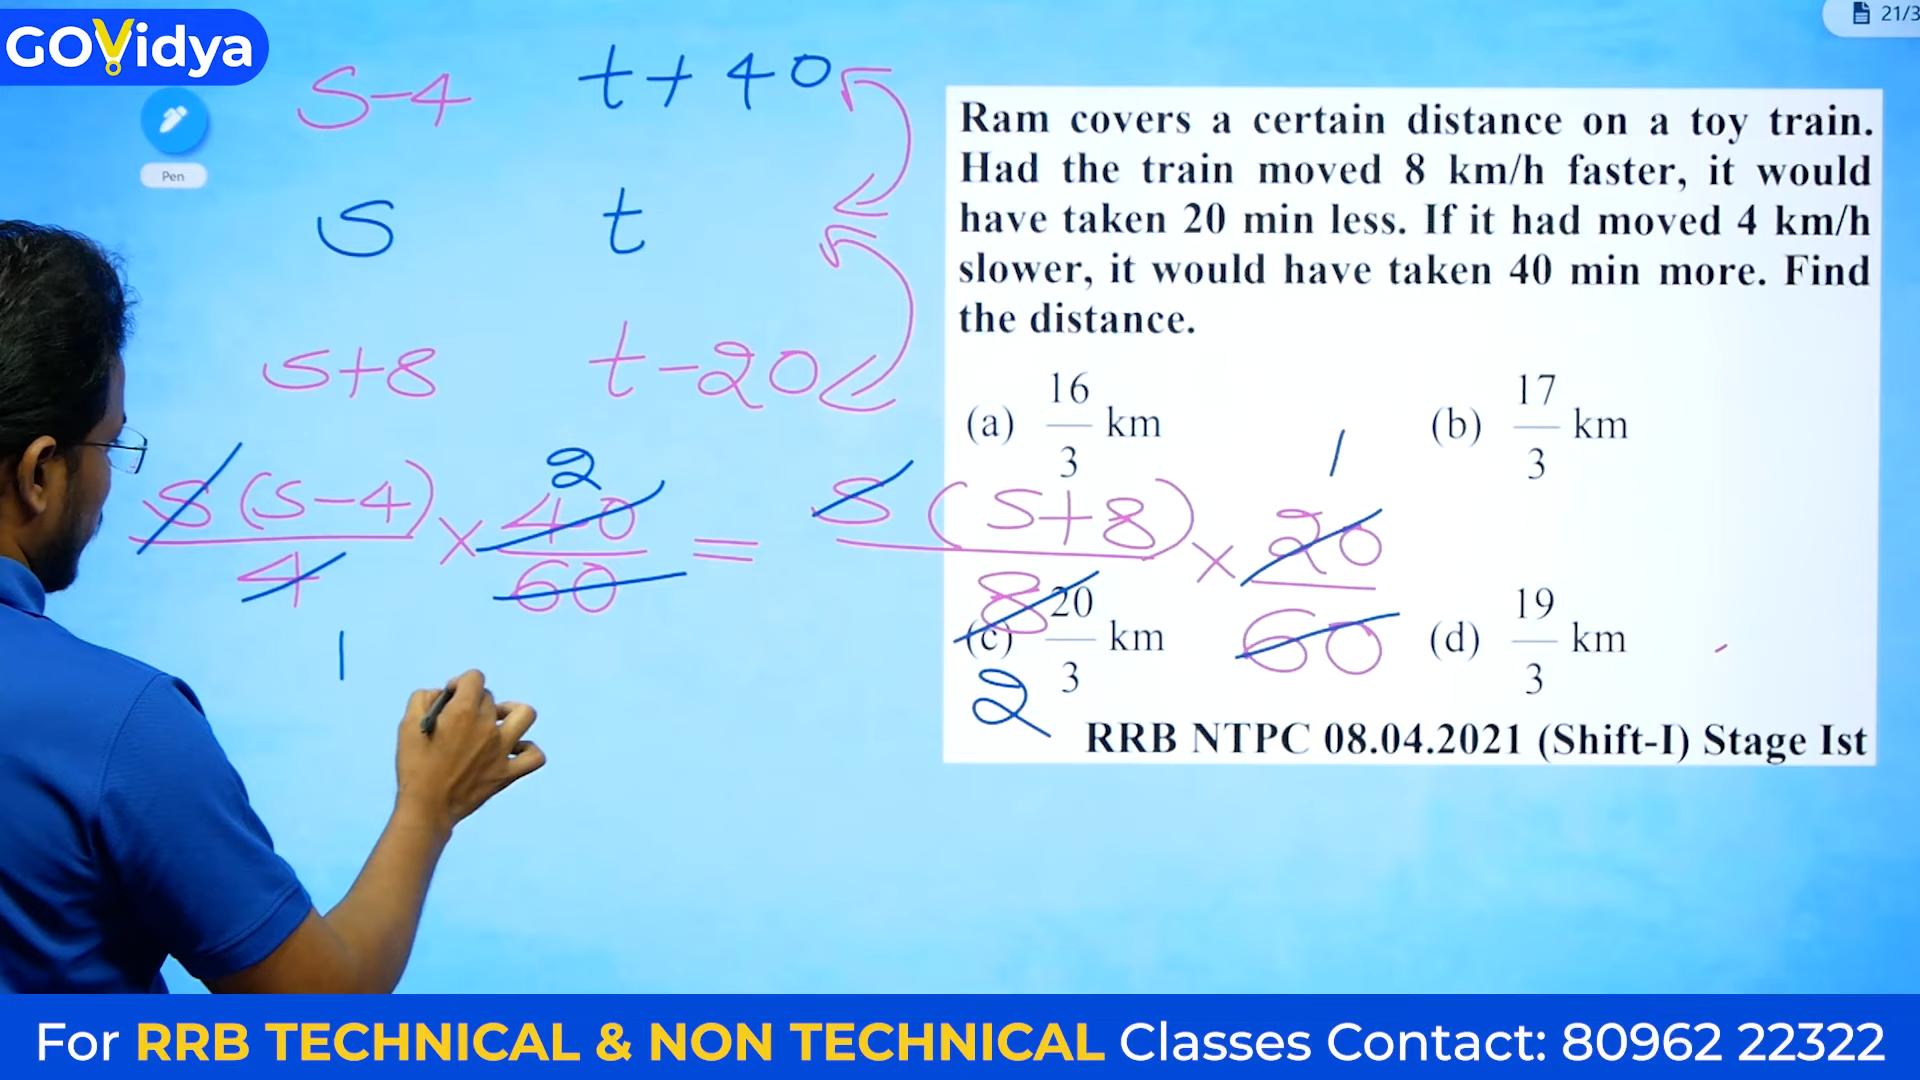 GOVidya
21/3
Pen
S-4 t+40
S t
S+8 t-20
Ram covers a certain distance on a toy train.
Had the train moved 8 km/h faster, it would
have taken 20 min less. If it had moved 4 km/h
slower, it would have taken 40 min more. Find
the distance.
(a) 16/3 km (b) 17/3 km
(c) 20/3 km (d) 19/3 km
RRB NTPC 08.04.2021 (Shift-I) Stage Ist
2 1
S(S-4)/4 × 40/60 = S(S+8)/8 × 20/60
1 2
For RRB TECHNICAL & NON TECHNICAL Classes Contact: 80962 22322